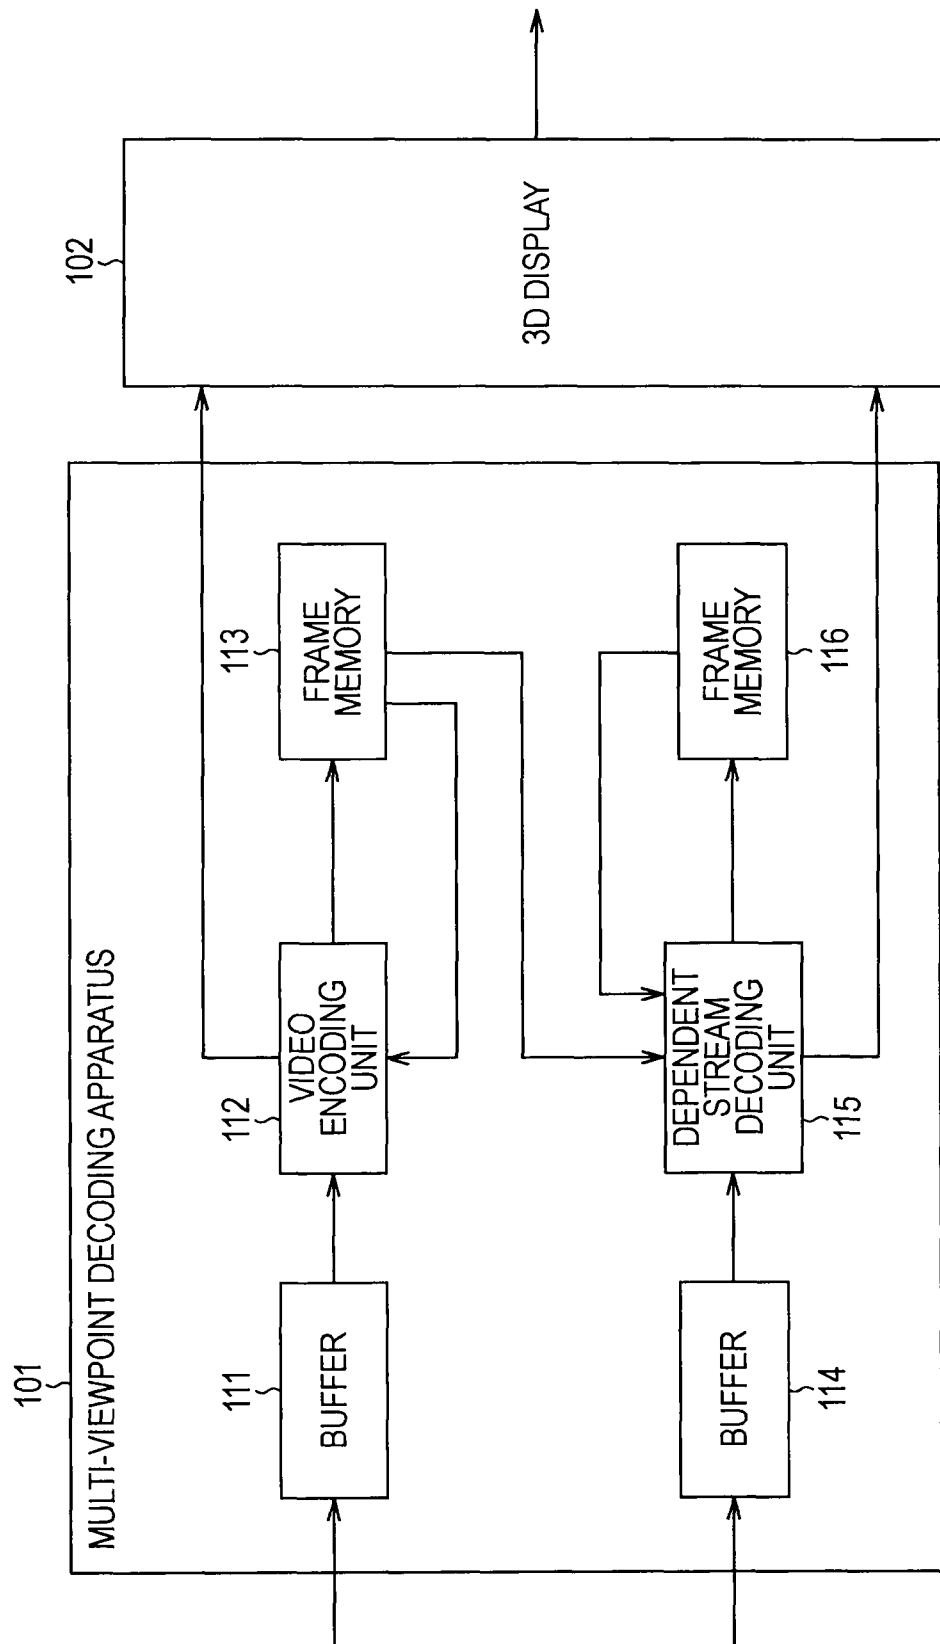 101
MULTI-VIEWPOINT DECODING APPARATUS
111
BUFFER
112
VIDEO
ENCODING
UNIT
113
FRAME
MEMORY
102
3D DISPLAY
BUFFER
114
DEPENDENT
STREAM
DECODING
UNIT
115
FRAME
MEMORY
116